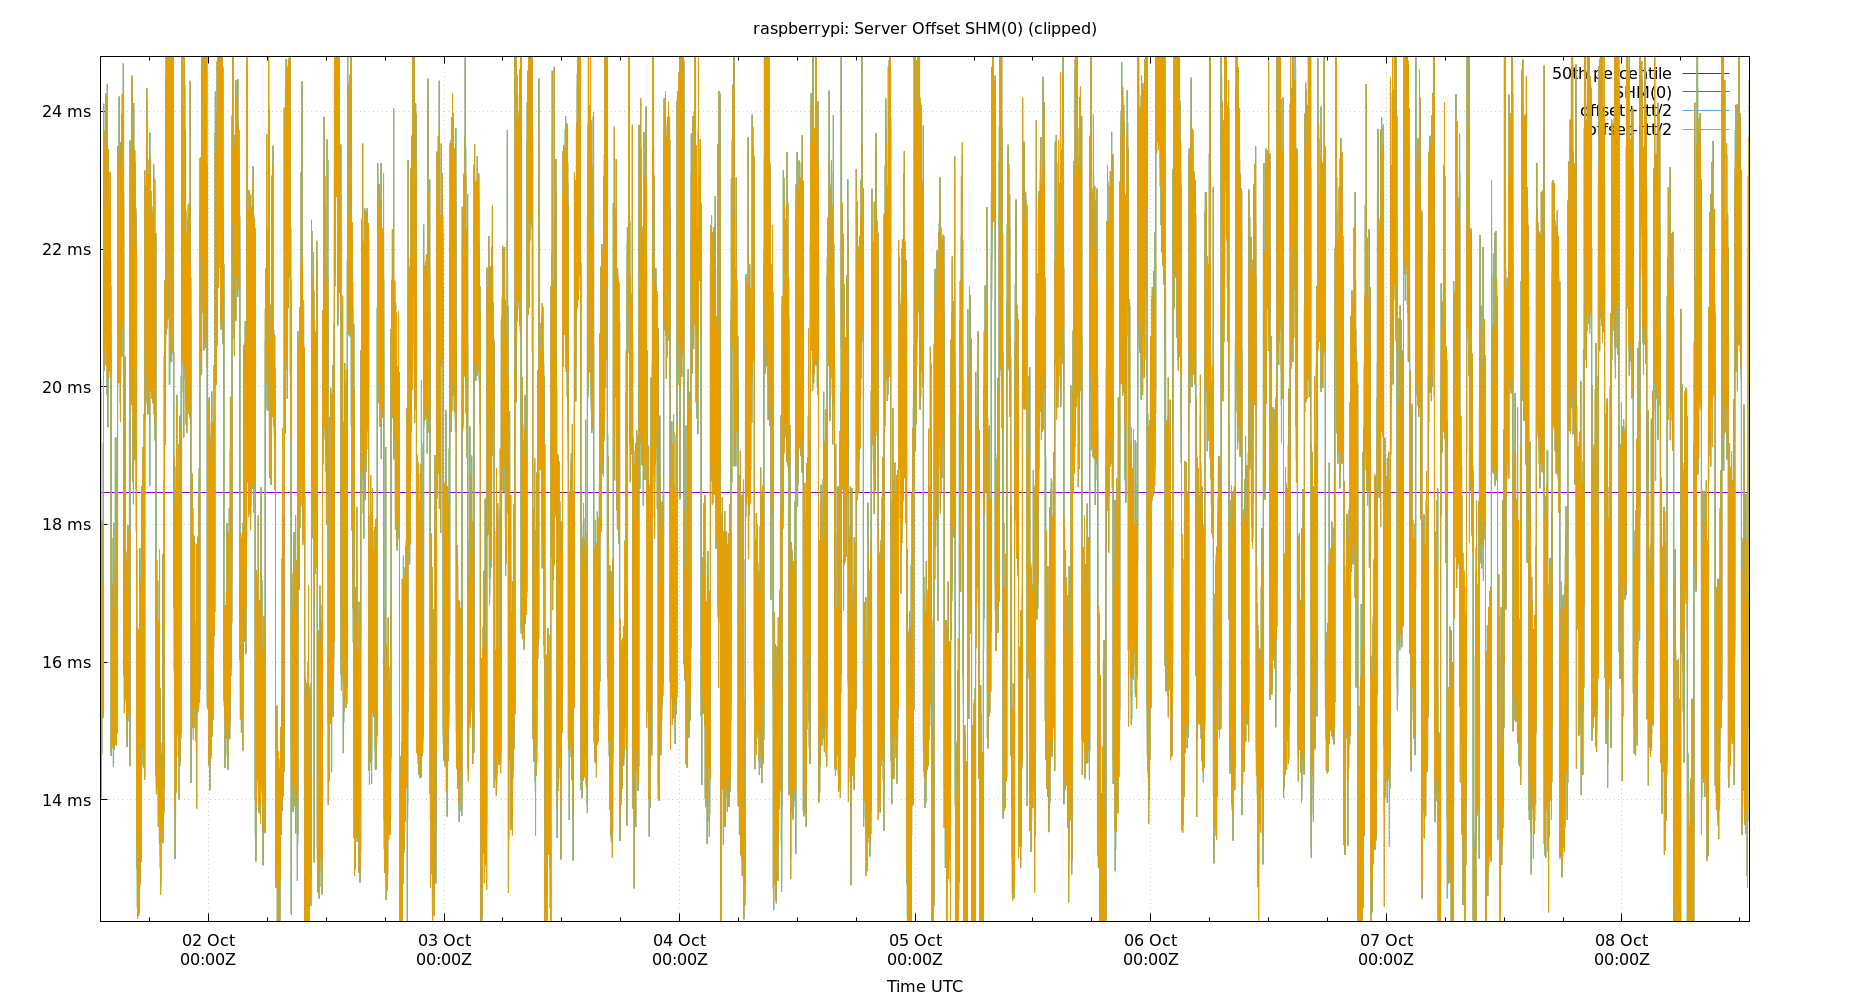 raspberrypi: Server Offset SHM(0) (clipped)
50th percentile
SHM(0)
offset+rtt/2
offset-rtt/2
24 ms
22 ms
20 ms
18 ms
16 ms
14 ms
02 Oct 03 Oct 04 Oct 05 Oct 06 Oct 07 Oct 08 Oct
00:00Z 00:00Z 00:00Z 00:00Z 00:00Z 00:00Z 00:00Z
Time UTC